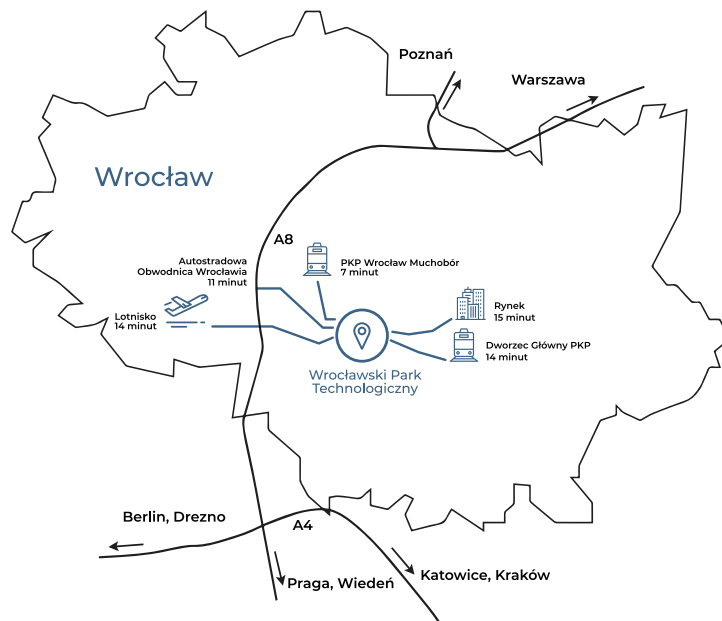 Poznań
Warszawa
Wrocław
A8
Autostradowa
Obwodnica Wrocławia
11 minut
PKP Wrocław Muchobór
7 minut
Lotnisko
14 minut
Rynek
15 minut
Dworzec Główny PKP
14 minut
Wrocławski Park
Technologiczny
Berlin, Drezno
A4
Praga, Wiedeń
Katowice, Kraków